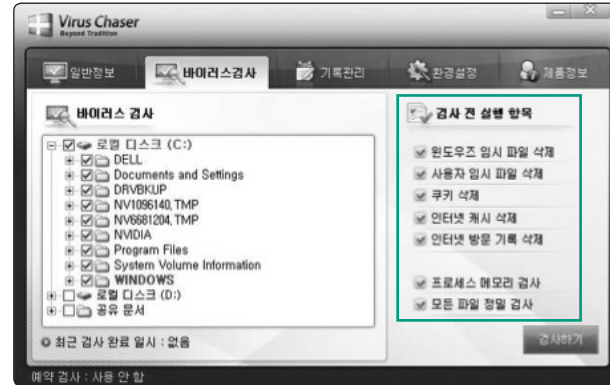 Virus Chaser
Beyond Tradition
일반정보
바이러스검사
기록관리
환경설정
제품정보
바이러스 검사
로컬 디스크 (C:)
DELL
Documents and Settings
DRVBKUP
NV1096140, TMP
NV6681204, TMP
NVIDIA
Program Files
System Volume Information
WINDOWS
로컬 디스크 (D:)
공유 문서
최근 검사 완료 일시 : 없음
검사 전 실행 항목
윈도우즈 임시 파일 삭제
사용자 임시 파일 삭제
쿠키 삭제
인터넷 캐시 삭제
인터넷 방문 기록 삭제
프로세스 메모리 검사
모든 파일 정밀 검사
검사하기
예약 검사 : 사용 안 함